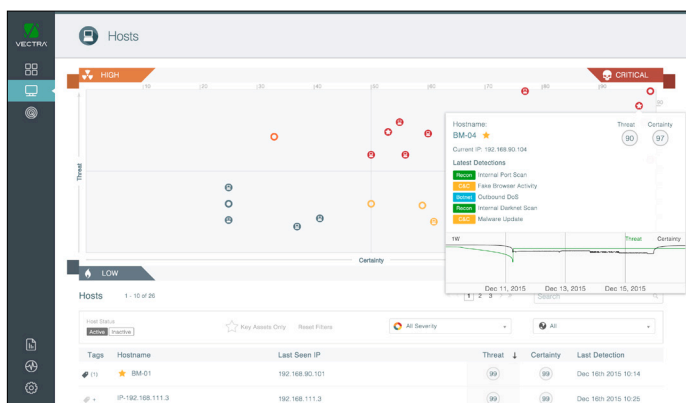 VECTRA
Hosts
HIGH
CRITICAL
|10 |20 |30 |40 |50 |60 |70 |80 |90
Threat
Certainty
LOW
Hostname:
BM-04
Threat Certainty
90 97
Current IP: 192.168.90.104
Latest Detections
Recon Internal Port Scan
C&C Fake Browser Activity
Botnet Outbound DoS
Recon Internal Darknet Scan
C&C Malware Update
1W Threat Certainty
Dec 11, 2015 Dec 13, 2015 Dec 15, 2015
Hosts 1 - 10 of 26 1 2 3 Search
Host Status
Active Inactive Key Assets Only Reset Filters All Severity All
Tags Hostname Last Seen IP Threat ↓ Certainty Last Detection
(1) BM-01 192.168.90.101 99 99 Dec 16th 2015 10:14
+ IP-192.168.111.3 192.168.111.3 99 99 Dec 16th 2015 10:25